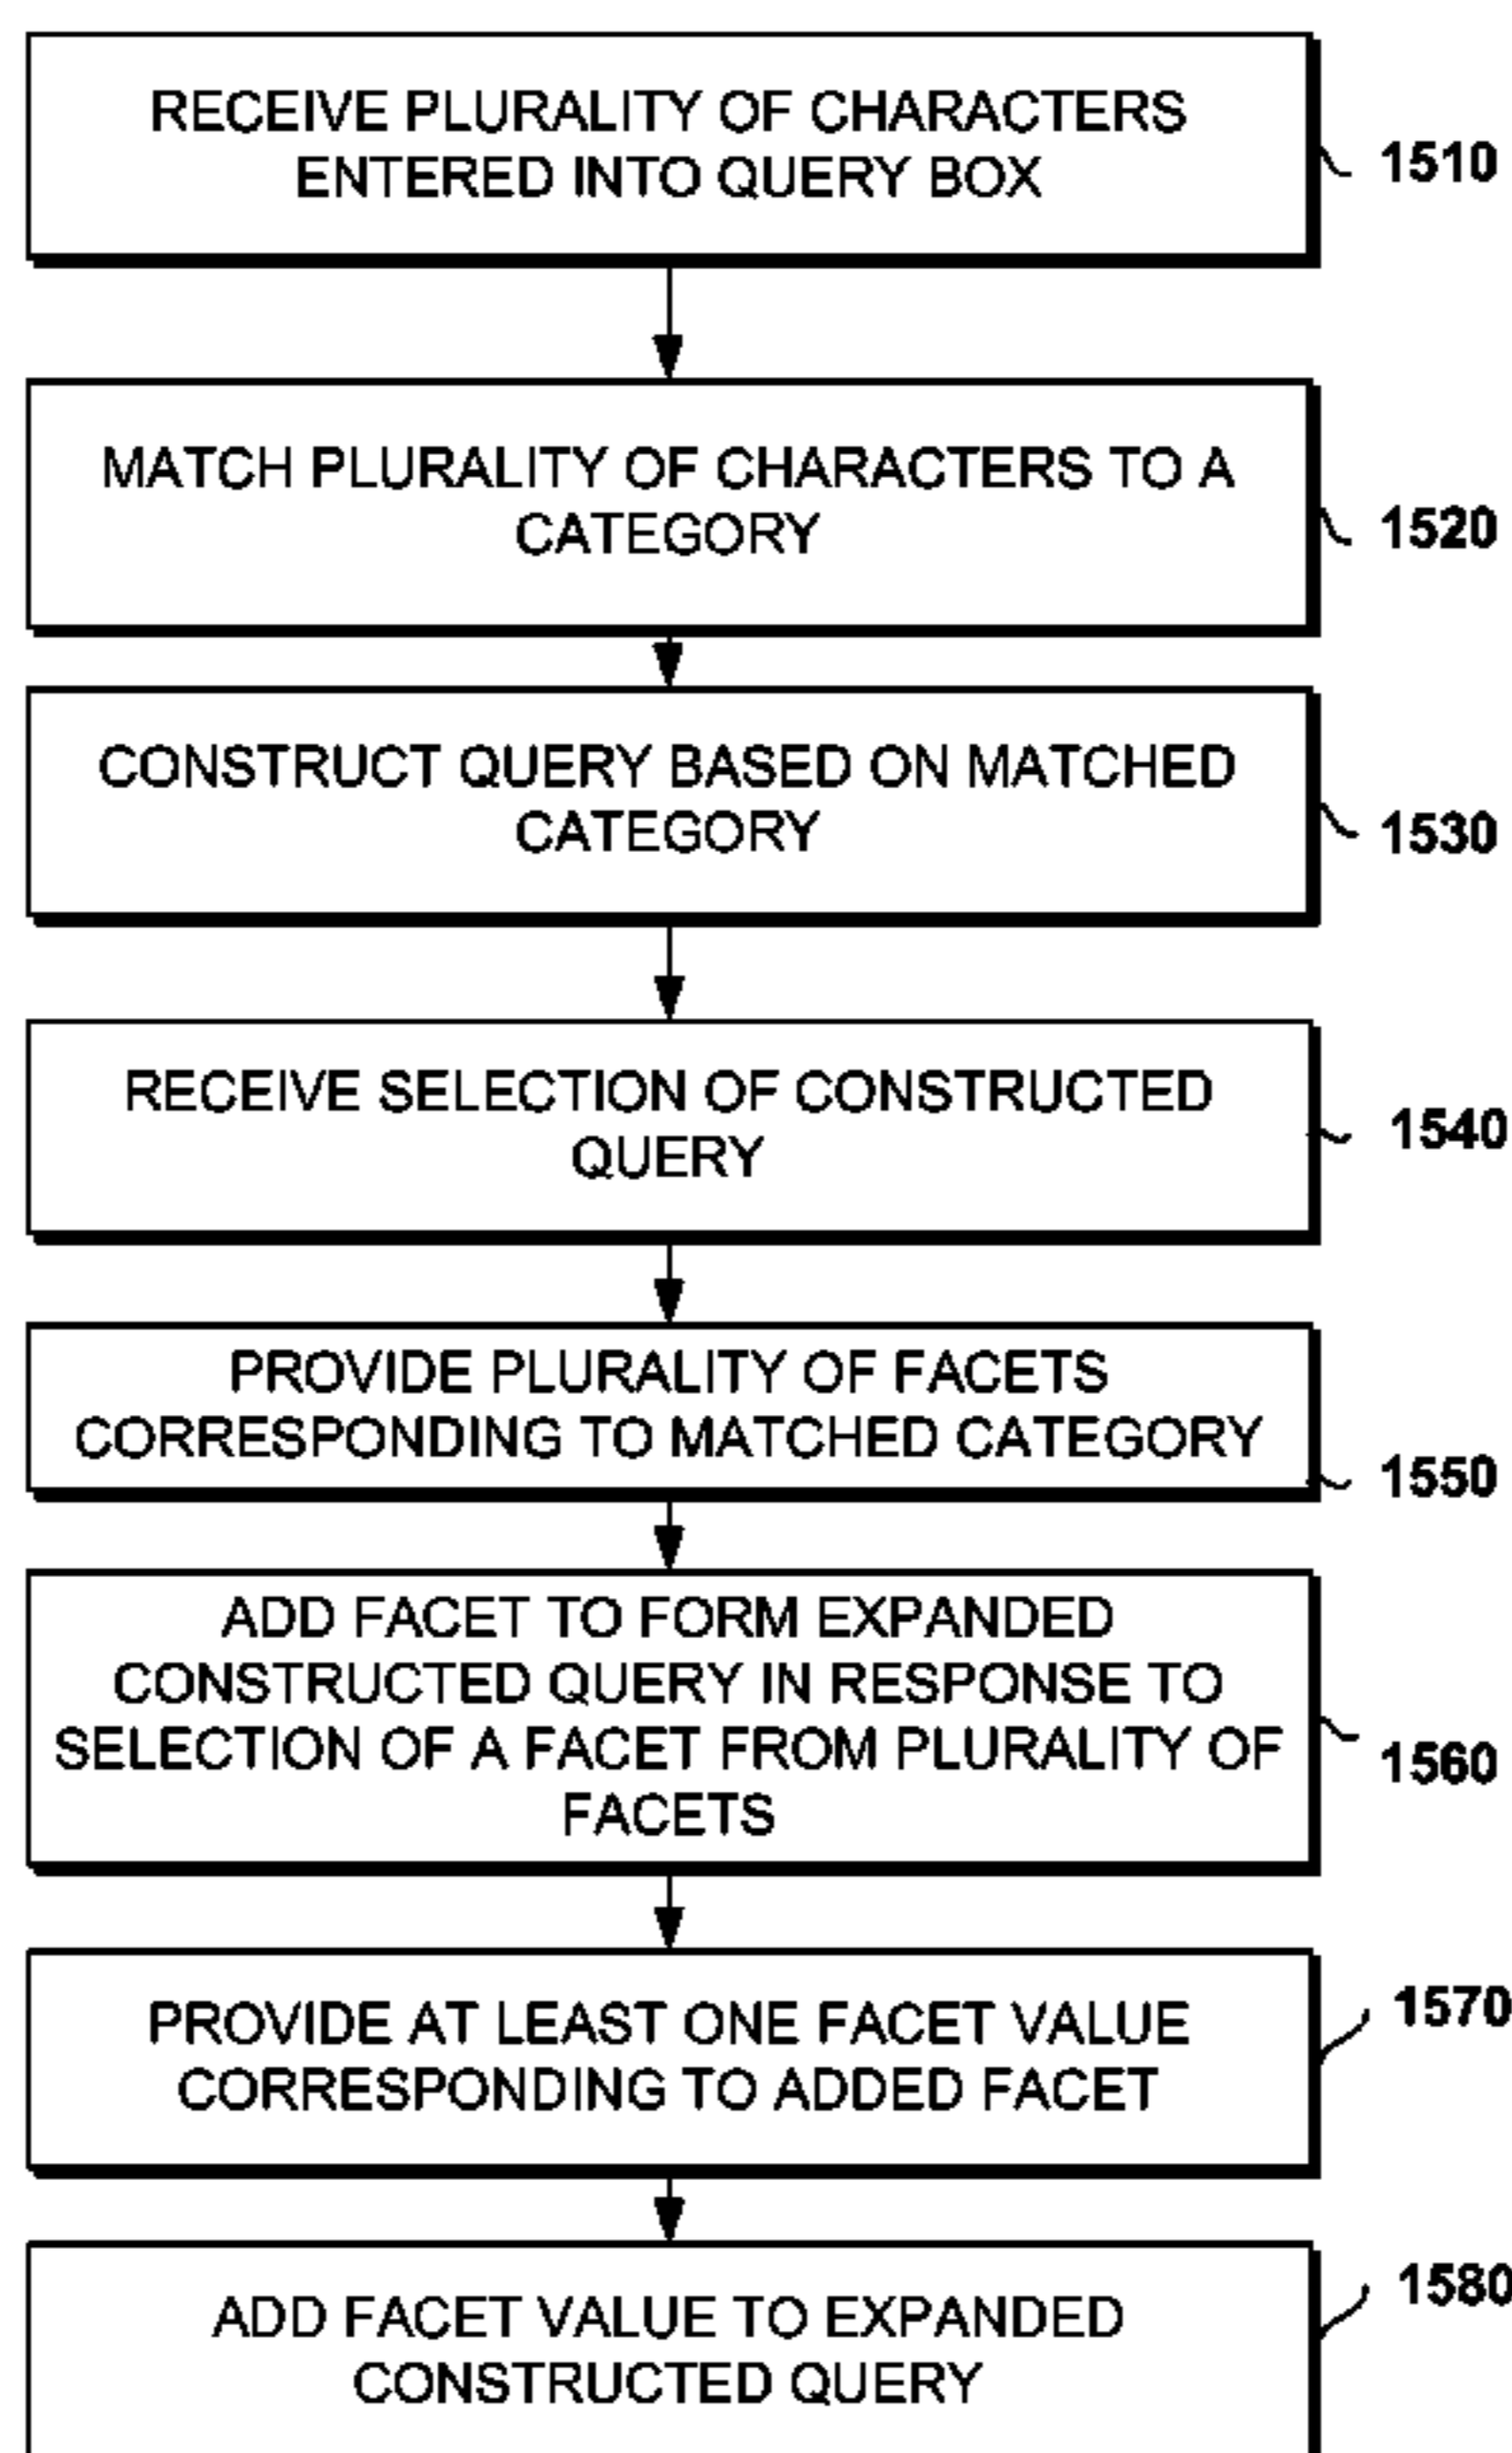 RECEIVE PLURALITY OF CHARACTERS
ENTERED INTO QUERY BOX
1510
MATCH PLURALITY OF CHARACTERS TO A
CATEGORY
1520
CONSTRUCT QUERY BASED ON MATCHED
CATEGORY
1530
RECEIVE SELECTION OF CONSTRUCTED
QUERY
1540
PROVIDE PLURALITY OF FACETS
CORRESPONDING TO MATCHED CATEGORY
1550
ADD FACET TO FORM EXPANDED
CONSTRUCTED QUERY IN RESPONSE TO
SELECTION OF A FACET FROM PLURALITY OF
FACETS
1560
PROVIDE AT LEAST ONE FACET VALUE
CORRESPONDING TO ADDED FACET
1570
ADD FACET VALUE TO EXPANDED
CONSTRUCTED QUERY
1580